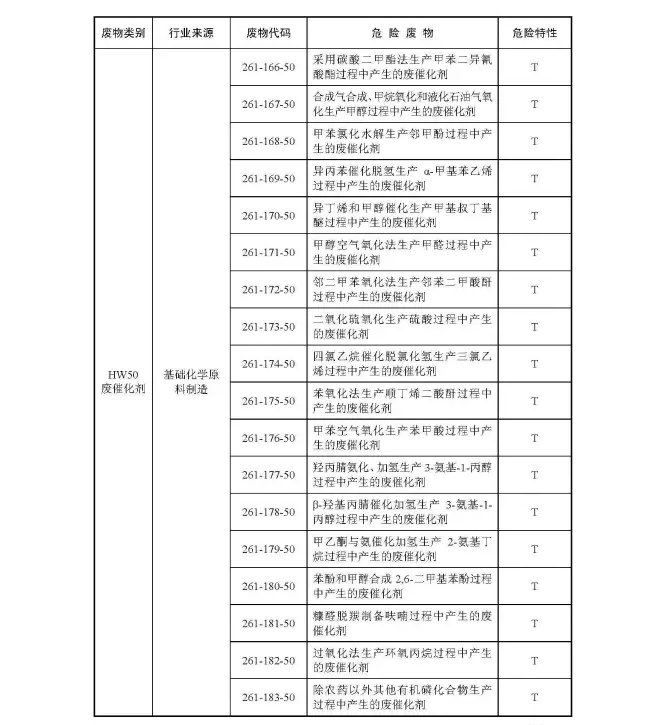 废物类别 行业来源 废物代码 危险废物 危险特性
HW50
废催化剂
基础化学原
料制造
261-166-50 采用碳酸二甲酯法生产甲苯二异氰
酸酯过程中产生的废催化剂 T
261-167-50 合成气合成、甲烷氧化和液化石油气氧
化生产甲醇过程中产生的废催化剂 T
261-168-50 甲苯氯化水解生产邻甲酚过程中产
生的废催化剂 T
261-169-50 异丙苯催化脱氢生产 α-甲基苯乙烯
过程中产生的废催化剂 T
261-170-50 异丁烯和甲醇催化生产甲基叔丁基
醚过程中产生的废催化剂 T
261-171-50 甲醇空气氧化法生产甲醛过程中产
生的废催化剂 T
261-172-50 邻二甲苯氧化法生产邻苯二甲酸酐
过程中产生的废催化剂 T
261-173-50 二氧化硫氧化生产硫酸过程中产生
的废催化剂 T
261-174-50 四氯乙烷催化脱氯化氢生产三氯乙
烯过程中产生的废催化剂 T
261-175-50 苯氧化法生产顺丁烯二酸酐过程中
产生的废催化剂 T
261-176-50 甲苯空气氧化生产苯甲酸过程中产
生的废催化剂 T
261-177-50 羟丙腈氨化、加氢生产 3-氨基-1-丙醇
过程中产生的废催化剂 T
261-178-50 β-羟基丙腈催化加氢生产 3-氨基-1-
丙醇过程中产生的废催化剂 T
261-179-50 甲乙酮与氨催化加氢生产 2-氨基丁
烷过程中产生的废催化剂 T
261-180-50 苯酚和甲醇合成 2,6-二甲基苯酚过程
中产生的废催化剂 T
261-181-50 糠醛脱羰制备呋喃过程中产生的废
催化剂 T
261-182-50 过氧化法生产环氧丙烷过程中产生
的废催化剂 T
261-183-50 除农药以外其他有机磷化合物生产
过程中产生的废催化剂 T